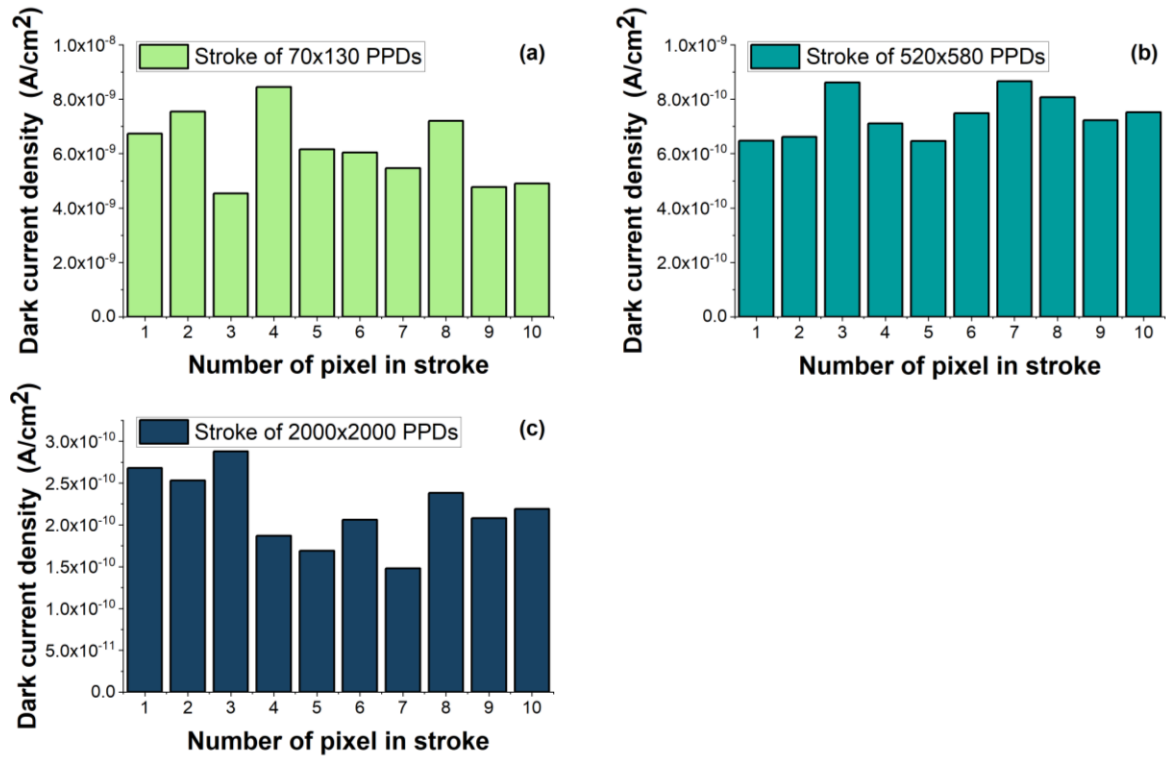 Dark current density (A/cm²)
1.0x10⁻⁸
8.0x10⁻⁹
6.0x10⁻⁹
4.0x10⁻⁹
2.0x10⁻⁹
0.0
Stroke of 70x130 PPDs
(a)
1 2 3 4 5 6 7 8 9 10
Number of pixel in stroke
Dark current density (A/cm²)
1.0x10⁻⁹
8.0x10⁻¹⁰
6.0x10⁻¹⁰
4.0x10⁻¹⁰
2.0x10⁻¹⁰
0.0
Stroke of 520x580 PPDs
(b)
1 2 3 4 5 6 7 8 9 10
Number of pixel in stroke
Dark current density (A/cm²)
3.0x10⁻¹⁰
2.5x10⁻¹⁰
2.0x10⁻¹⁰
1.5x10⁻¹⁰
1.0x10⁻¹⁰
5.0x10⁻¹¹
0.0
Stroke of 2000x2000 PPDs
(c)
1 2 3 4 5 6 7 8 9 10
Number of pixel in stroke